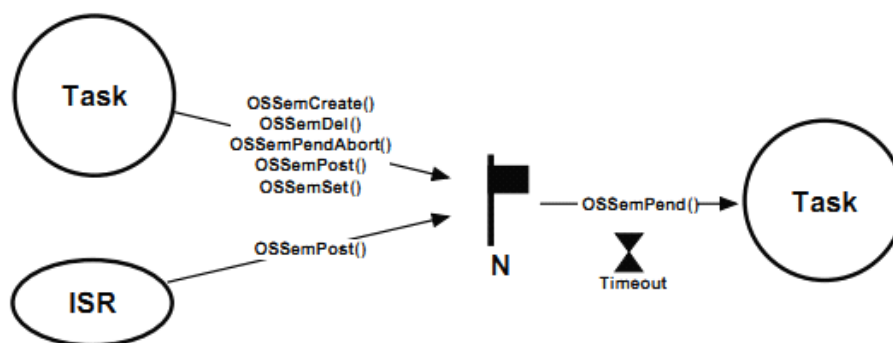 Task
OSSemCreate()
OSSemDel()
OSSemPendAbort()
OSSemPost()
OSSemSet()
OSSemPost()
ISR
N
OSSemPend()
Timeout
Task